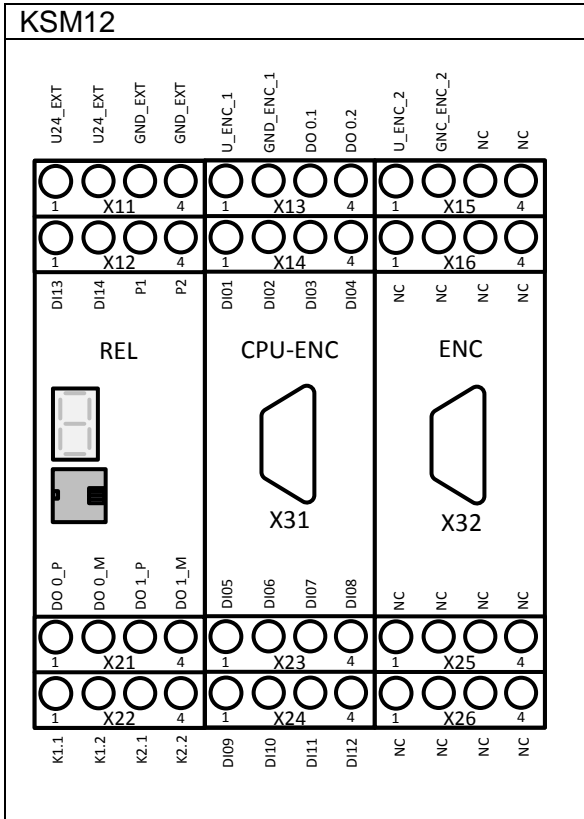 KSM12
U24_EXT U24_EXT GND_EXT GND_EXT U_ENC_1 GND_ENC_1 DO 0.1 DO 0.2 U_ENC_2 GNC_ENC_2 NC NC
1 X11 4 1 X13 4 1 X15 4
1 X12 4 1 X14 4 1 X16 4
DI13 DI14 P1 P2 DI01 DI02 DI03 DI04 NC NC NC NC
REL CPU-ENC ENC
X31 X32
DO 0_P DO 0_M DO 1_P DO 1_M DI05 DI06 DI07 DI08 NC NC NC NC
1 X21 4 1 X23 4 1 X25 4
1 X22 4 1 X24 4 1 X26 4
K1.1 K1.2 K2.1 K2.2 DI09 DI10 DI11 DI12 NC NC NC NC